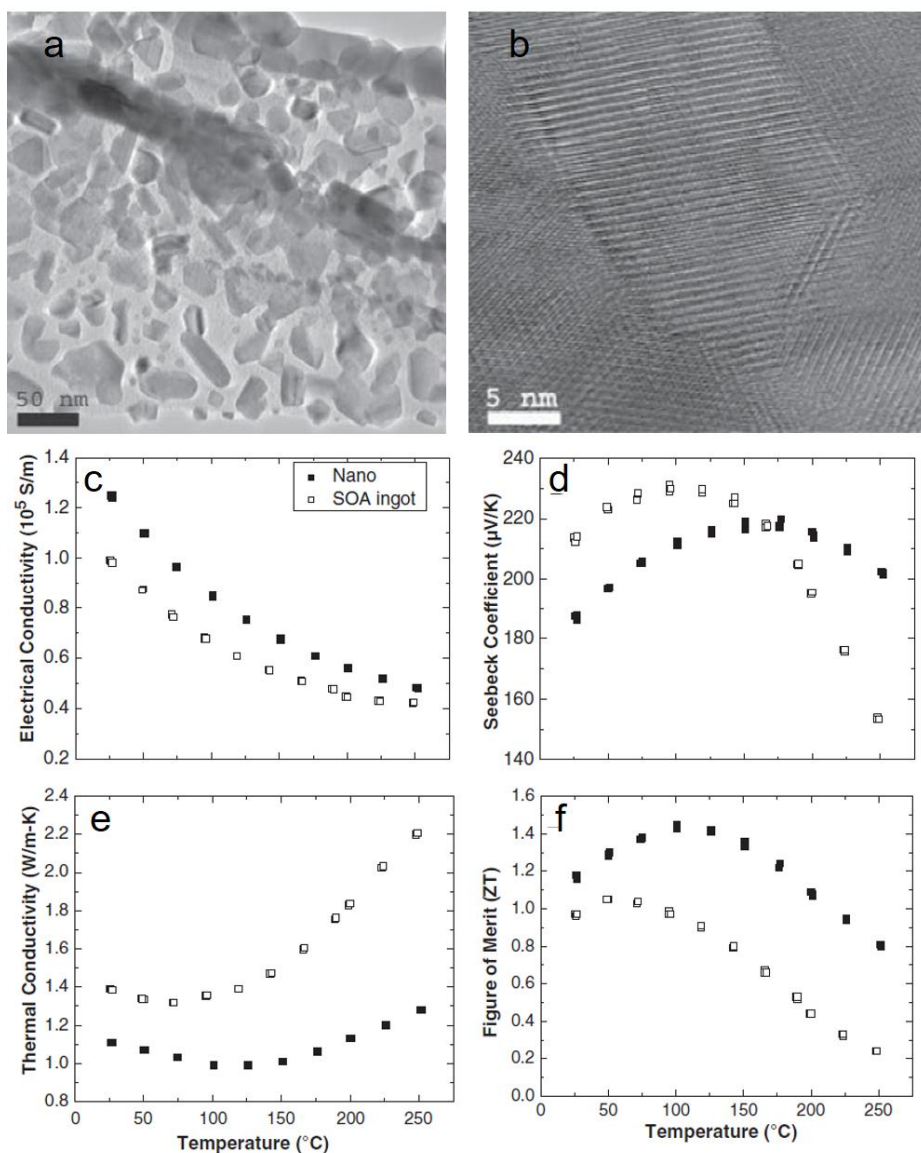 a
b
50 nm
5 nm
c
Nano
SOA ingot
Electrical Conductivity (10⁵ S/m)
1.4
1.2
1.0
0.8
0.6
0.4
0.2
d
Seebeck Coefficient (µV/K)
240
220
200
180
160
140
e
Thermal Conductivity (W/m-K)
2.4
2.2
2.0
1.8
1.6
1.4
1.2
1.0
0.8
0 50 100 150 200 250
Temperature (°C)
f
Figure of Merit (ZT)
1.6
1.4
1.2
1.0
0.8
0.6
0.4
0.2
0.0
0 50 100 150 200 250
Temperature (°C)